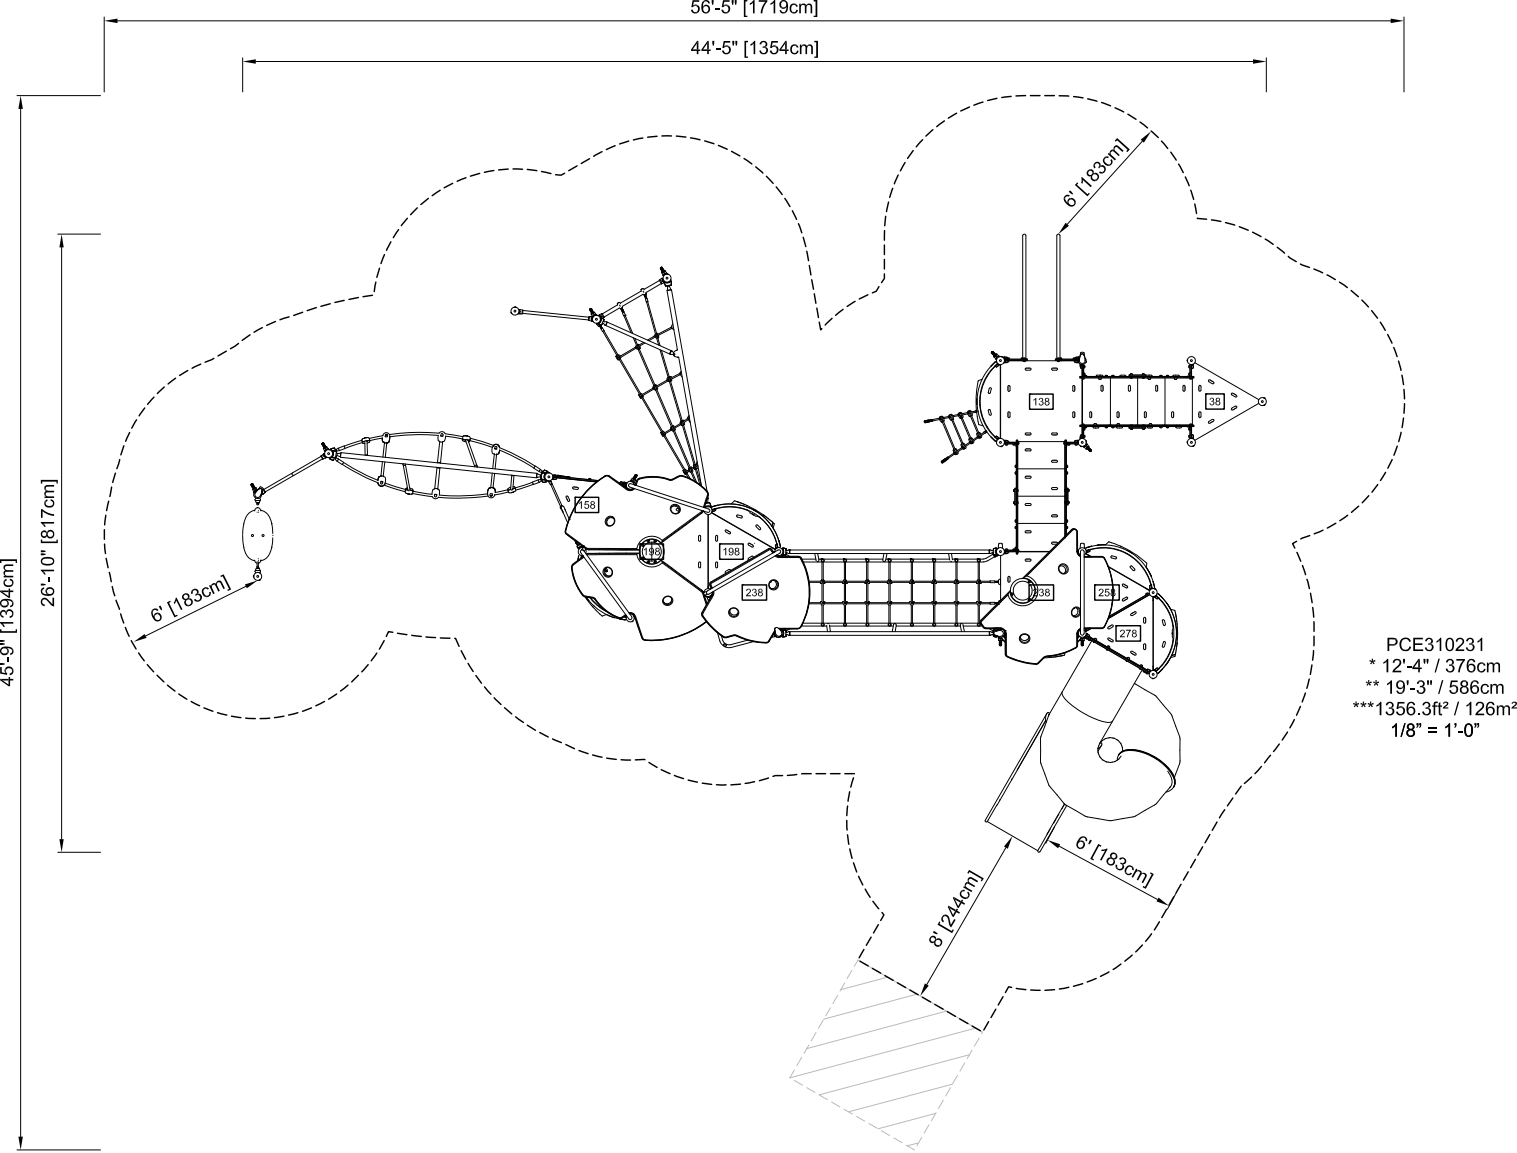 56'-5" [1719cm]
44'-5" [1354cm]
6' [183cm]
138
38
26'-10" [817cm]
45'-9" [1394cm]
158
198
198
238
238
258
278
6' [183cm]
PCE310231
* 12'-4" / 376cm
** 19'-3" / 586cm
***1356.3ft² / 126m²
1/8” = 1’-0”
6' [183cm]
8' [244cm]